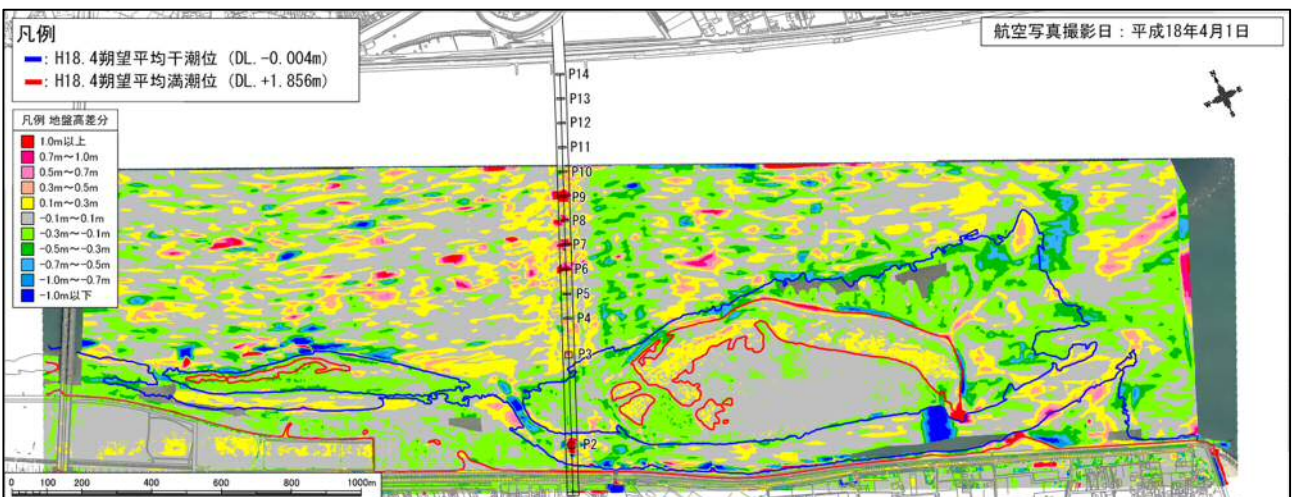 凡例
: H18.4朔望平均干潮位 (DL.-0.004m)
: H18.4朔望平均満潮位 (DL.+1.856m)
航空写真撮影日：平成18年4月1日
凡例 地盤高差分
1.0m以上
0.7m～1.0m
0.5m～0.7m
0.3m～0.5m
0.1m～0.3m
-0.1m～0.1m
-0.3m～-0.1m
-0.5m～-0.3m
-0.7m～-0.5m
-1.0m～-0.7m
-1.0m以下
P14
P13
P12
P11
P10
P9
P8
P7
P6
P5
P4
P3
P2
0 100 200 400 600 800 1000m